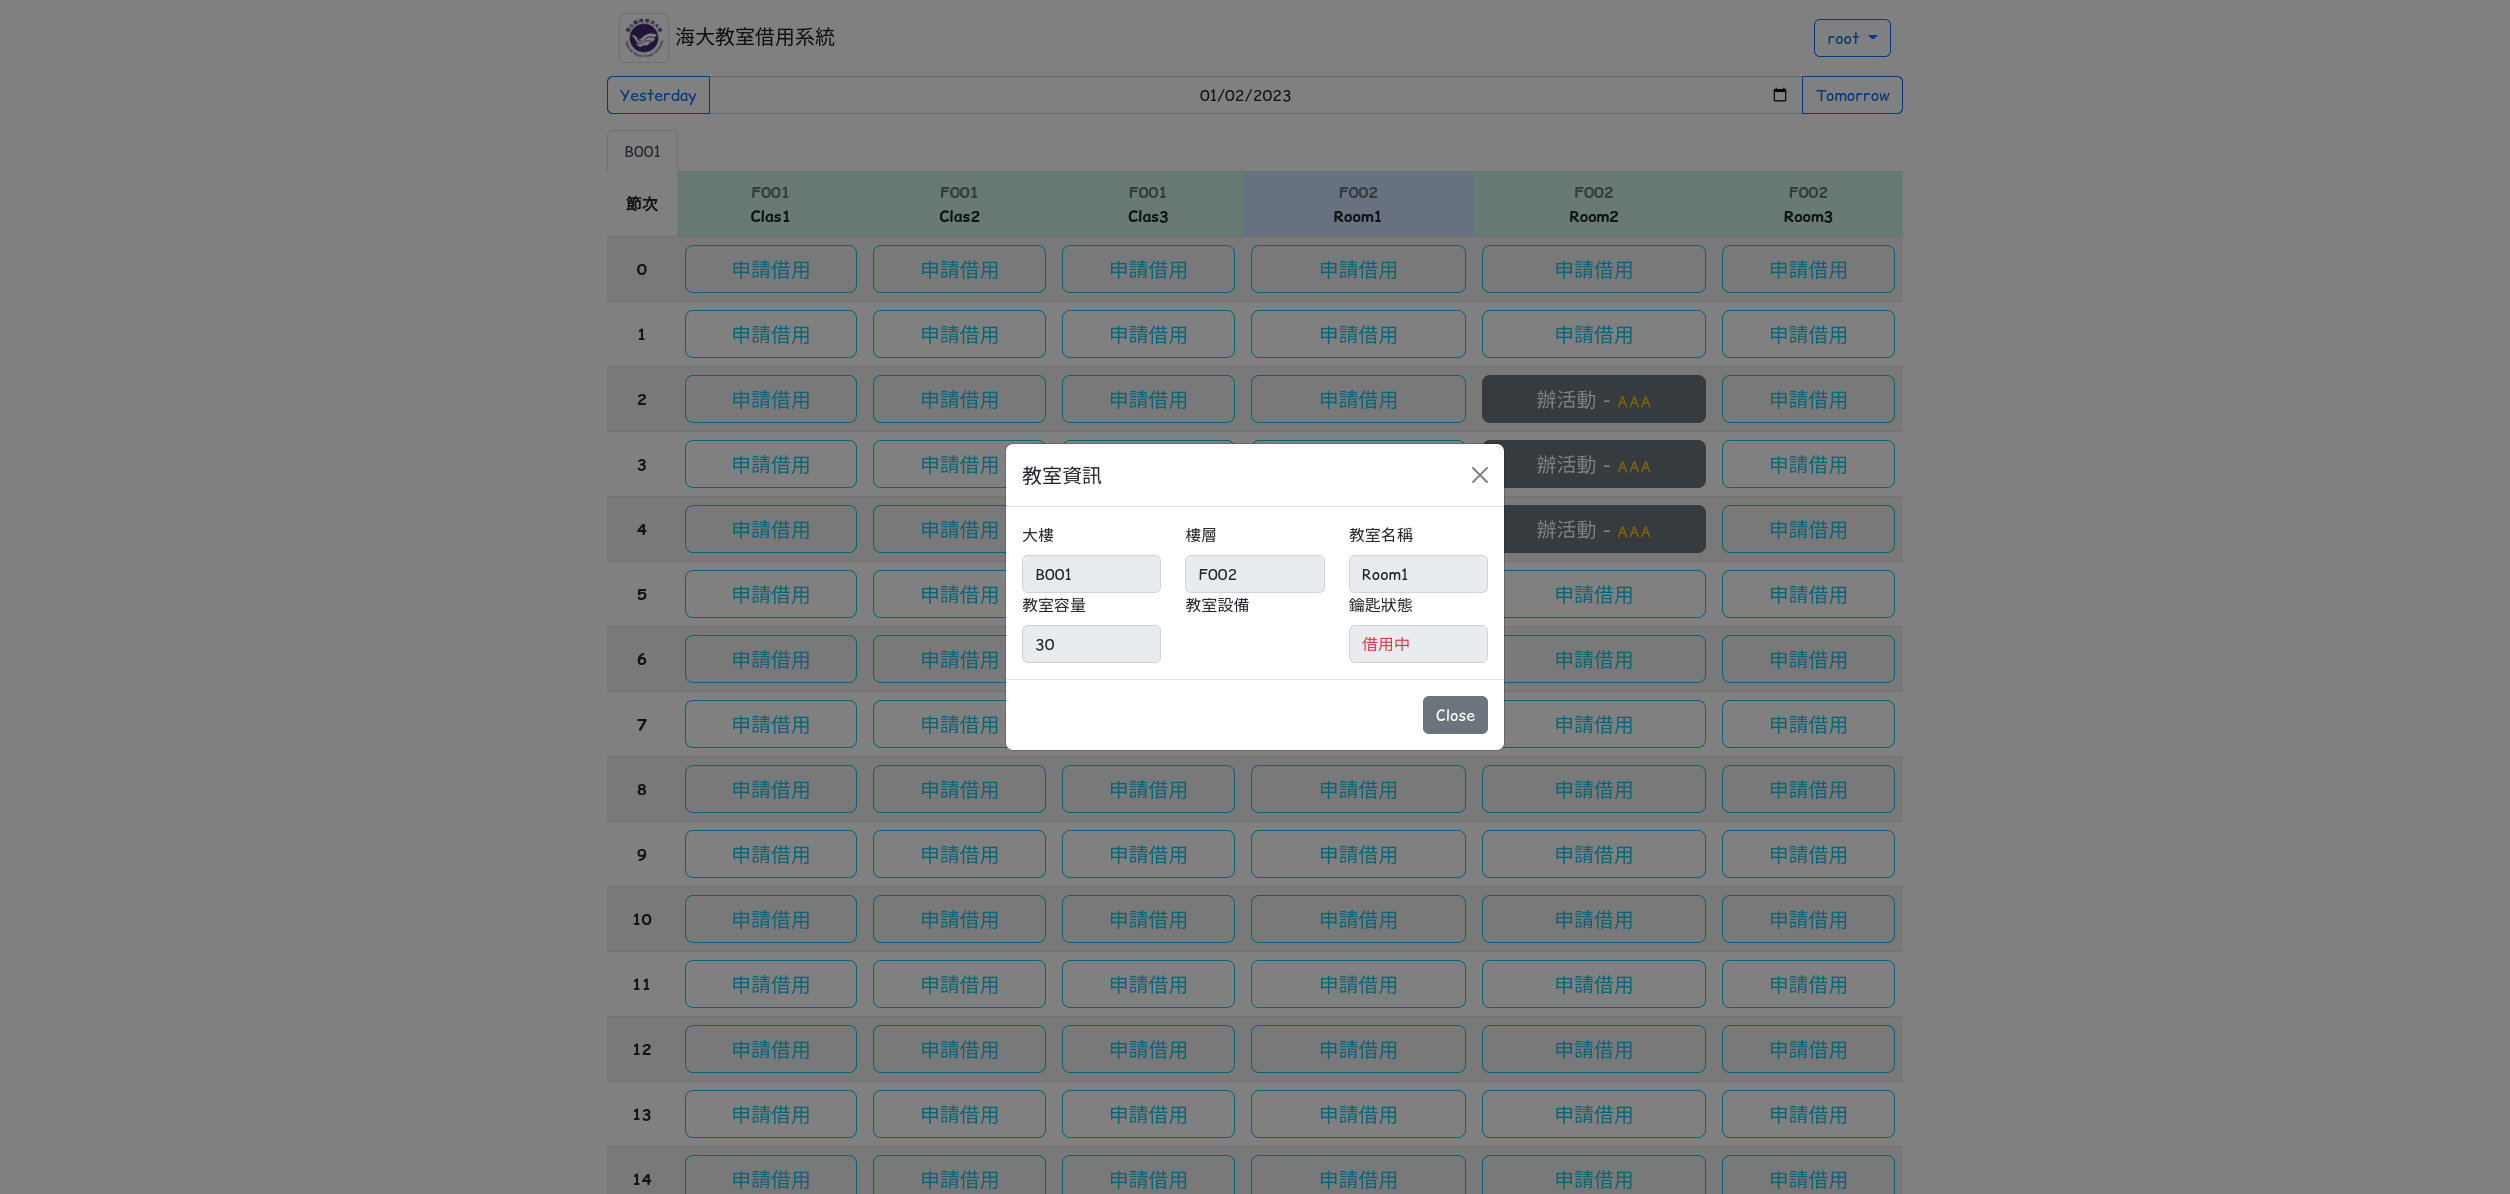 海大教室借用系統
root
Yesterday 01/02/2023 Tomorrow
B001
節次 F001 Clas1 F001 Clas2 F001 Clas3 F002 Room1 F002 Room2 F002 Room3
0 申請借用 申請借用 申請借用 申請借用 申請借用 申請借用
1 申請借用 申請借用 申請借用 申請借用 申請借用 申請借用
2 申請借用 申請借用 申請借用 申請借用 辦活動 - AAA 申請借用
3 申請借用 申請借用 辦活動 - AAA 申請借用
4 申請借用 申請借用 辦活動 - AAA 申請借用
5 申請借用 申請借用 申請借用 申請借用
6 申請借用 申請借用 申請借用 申請借用
7 申請借用 申請借用 申請借用 申請借用
8 申請借用 申請借用 申請借用 申請借用 申請借用 申請借用
9 申請借用 申請借用 申請借用 申請借用 申請借用 申請借用
10 申請借用 申請借用 申請借用 申請借用 申請借用 申請借用
11 申請借用 申請借用 申請借用 申請借用 申請借用 申請借用
12 申請借用 申請借用 申請借用 申請借用 申請借用 申請借用
13 申請借用 申請借用 申請借用 申請借用 申請借用 申請借用
14 申請借用 申請借用 申請借用 申請借用 申請借用 申請借用
教室資訊
大樓 樓層 教室名稱
B001 F002 Room1
教室容量 教室設備 鑰匙狀態
30 借用中
Close